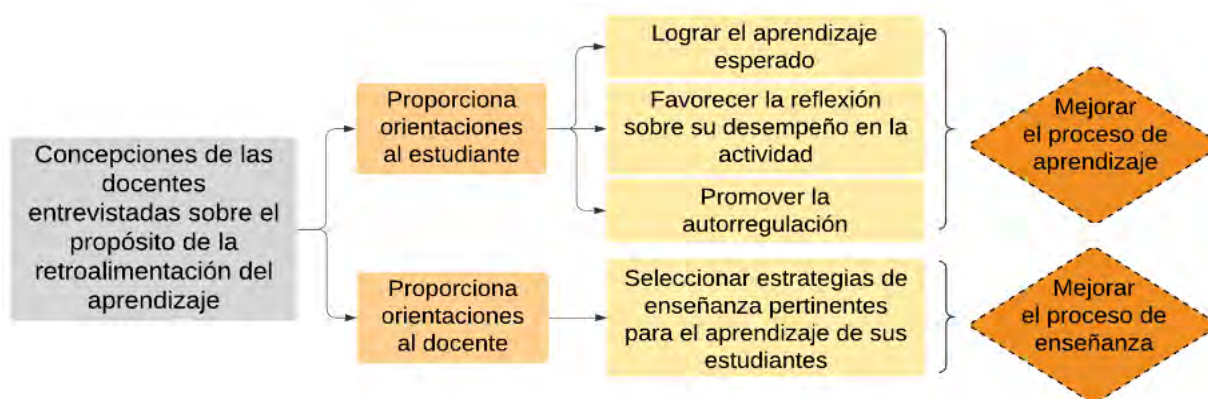 Concepciones de las
docentes
entrevistadas sobre el
propósito de la
retroalimentación del
aprendizaje
Proporciona
orientaciones
al estudiante
Lograr el aprendizaje
esperado
Favorecer la reflexión
sobre su desempeño en la
actividad
Promover la
autorregulación
Mejorar
el proceso de
aprendizaje
Proporciona
orientaciones
al docente
Seleccionar estrategias de
enseñanza pertinentes
para el aprendizaje de sus
estudiantes
Mejorar
el proceso de
enseñanza